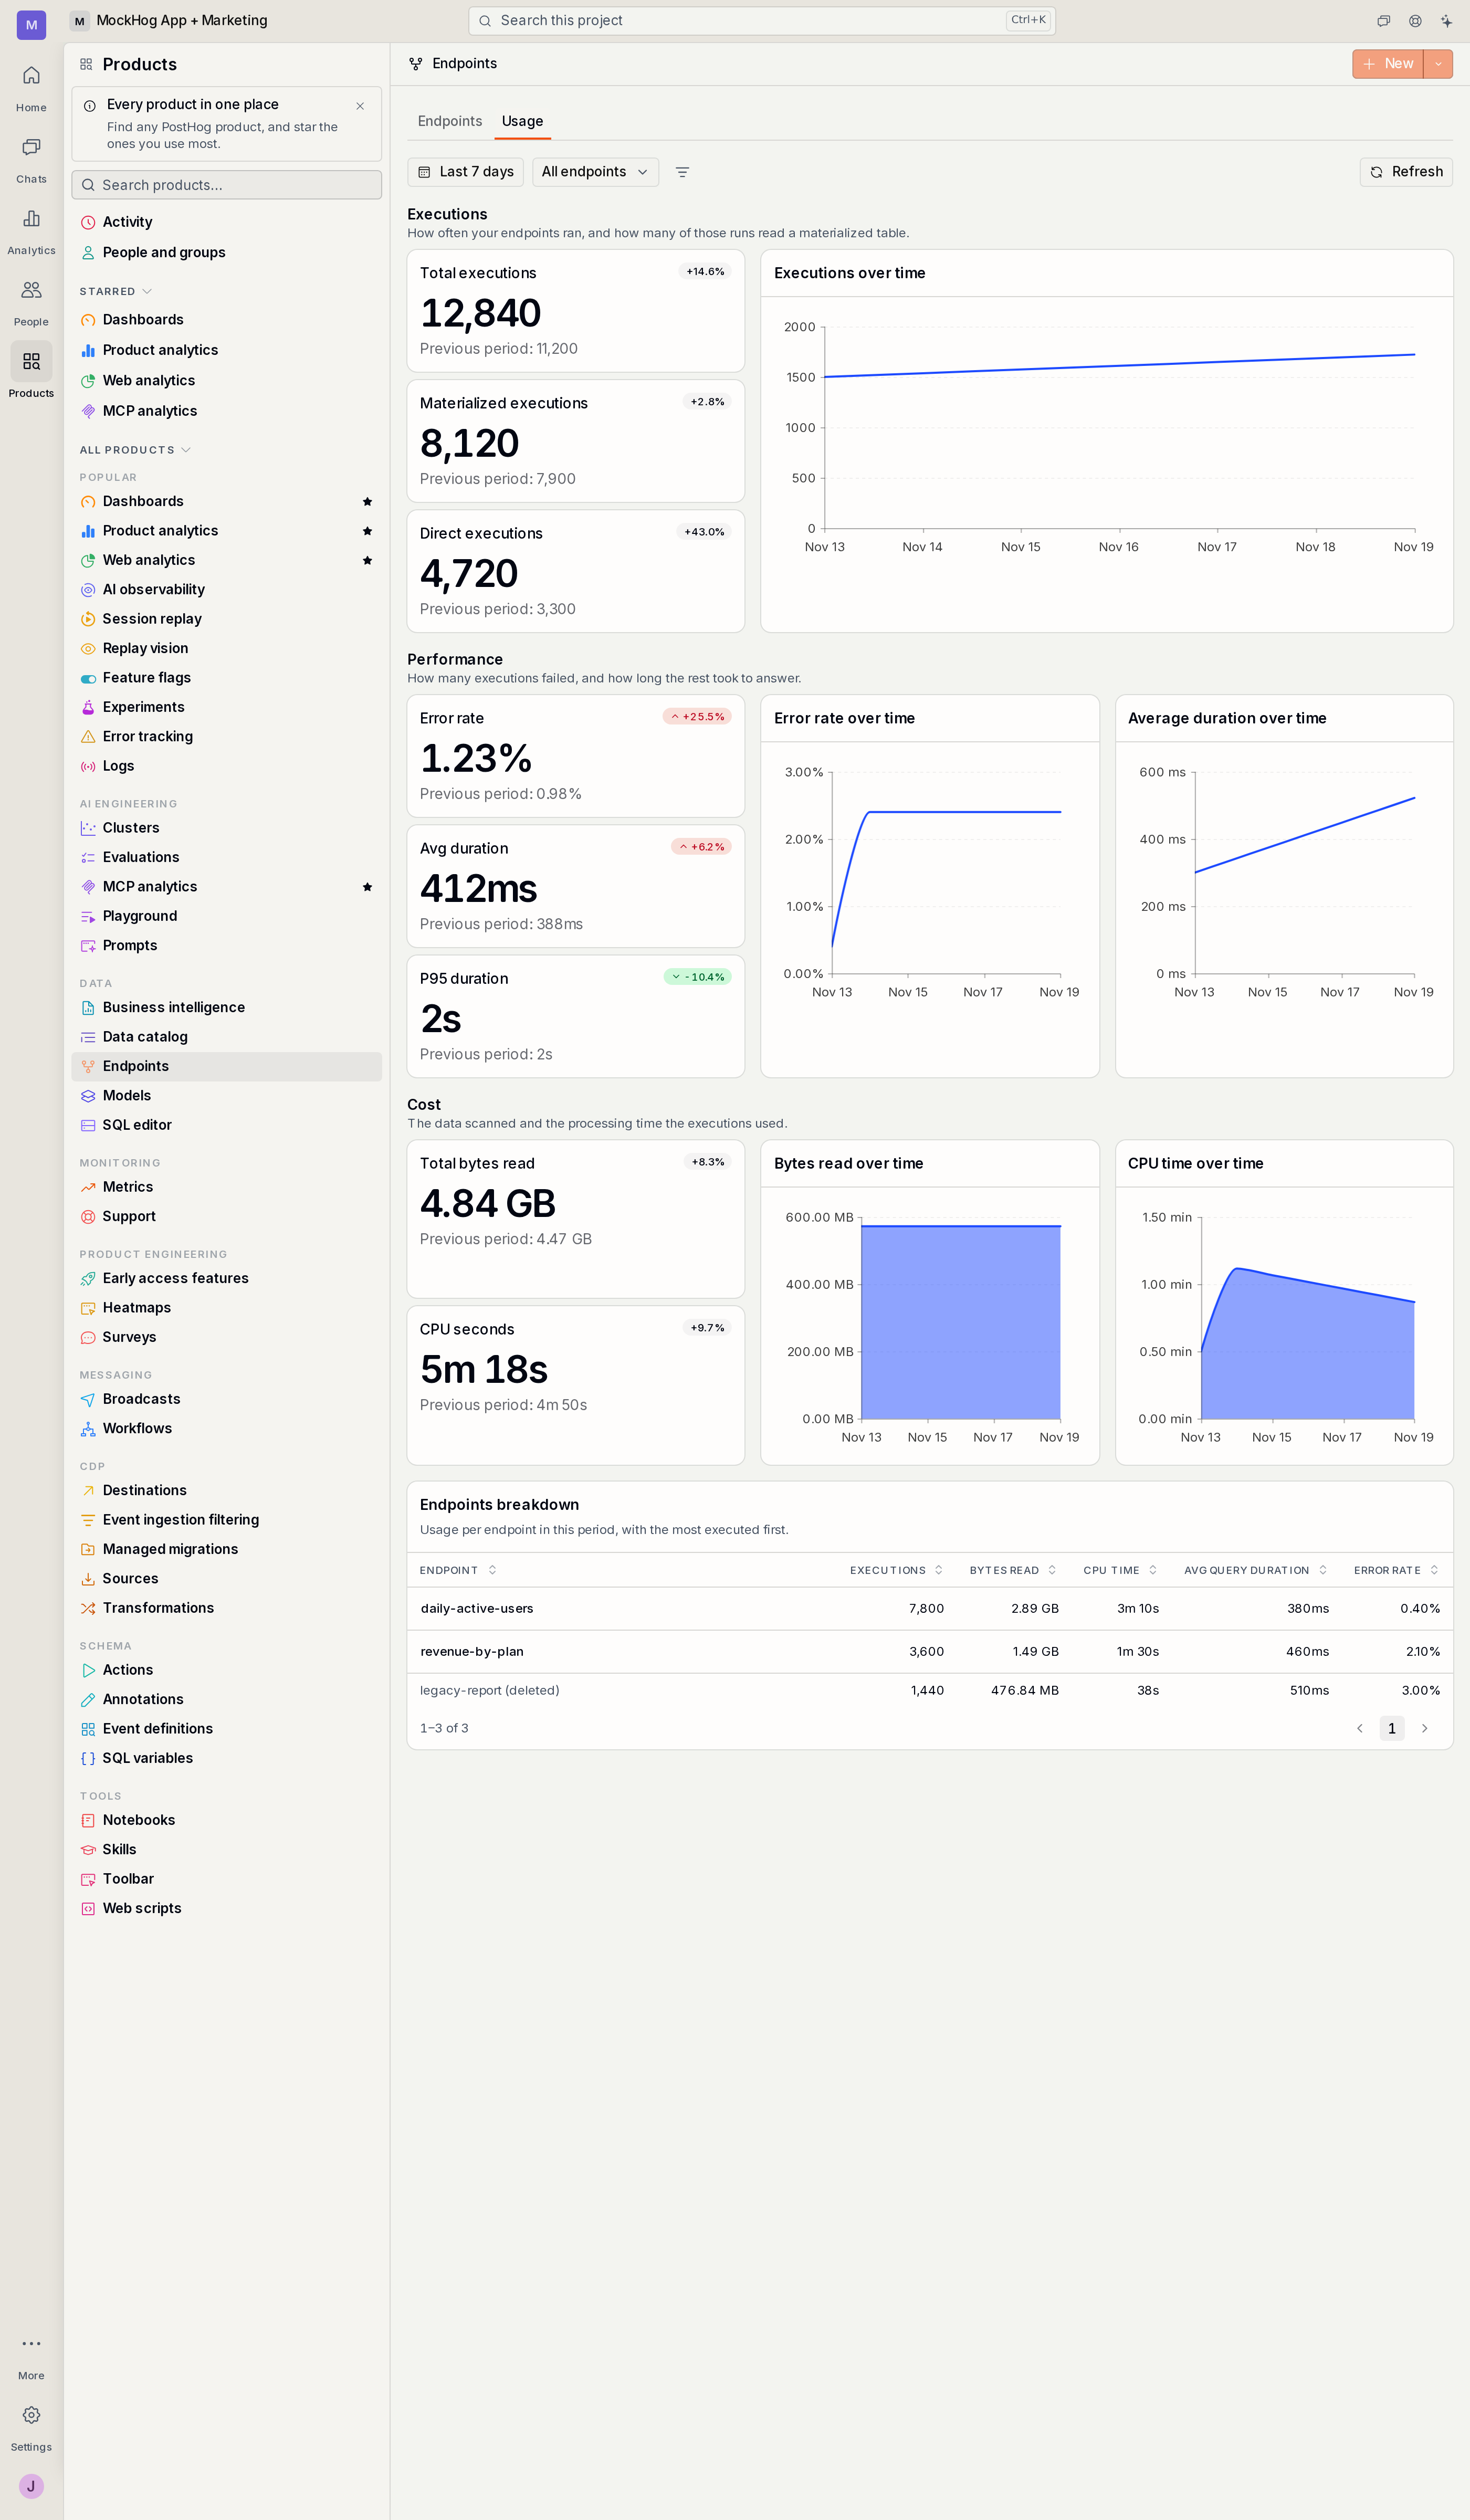 M
M
MockHog App + Marketing
Search this project
Ctrl+K
Home
Chats
Analytics
People
Products
More
Settings
J
Products
Every product in one place
Find any PostHog product, and star the
ones you use most.
Search products...
Activity
People and groups
STARRED
Dashboards
Product analytics
Web analytics
MCP analytics
ALL PRODUCTS
POPULAR
Dashboards
Product analytics
Web analytics
AI observability
Session replay
Replay vision
Feature flags
Experiments
Error tracking
Logs
AI ENGINEERING
Clusters
Evaluations
MCP analytics
Playground
Prompts
DATA
Business intelligence
Data catalog
Endpoints
Models
SQL editor
MONITORING
Metrics
Support
PRODUCT ENGINEERING
Early access features
Heatmaps
Surveys
MESSAGING
Broadcasts
Workflows
CDP
Destinations
Event ingestion filtering
Managed migrations
Sources
Transformations
SCHEMA
Actions
Annotations
Event definitions
SQL variables
TOOLS
Notebooks
Skills
Toolbar
Web scripts
Endpoints
New
Endpoints
Usage
Last 7 days
All endpoints
Refresh
Executions
How often your endpoints ran, and how many of those runs read a materialized table.
Total executions
+14.6%
12,840
Previous period: 11,200
Materialized executions
+2.8%
8,120
Previous period: 7,900
Direct executions
+43.0%
4,720
Previous period: 3,300
Executions over time
2000
1500
1000
500
0
Nov 13 Nov 14 Nov 15 Nov 16 Nov 17 Nov 18 Nov 19
Performance
How many executions failed, and how long the rest took to answer.
Error rate
+25.5%
1.23%
Previous period: 0.98%
Avg duration
+6.2%
412ms
Previous period: 388ms
P95 duration
-10.4%
2s
Previous period: 2s
Error rate over time
3.00%
2.00%
1.00%
0.00%
Nov 13 Nov 15 Nov 17 Nov 19
Average duration over time
600 ms
400 ms
200 ms
0 ms
Nov 13 Nov 15 Nov 17 Nov 19
Cost
The data scanned and the processing time the executions used.
Total bytes read
+8.3%
4.84 GB
Previous period: 4.47 GB
CPU seconds
+9.7%
5m 18s
Previous period: 4m 50s
Bytes read over time
600.00 MB
400.00 MB
200.00 MB
0.00 MB
Nov 13 Nov 15 Nov 17 Nov 19
CPU time over time
1.50 min
1.00 min
0.50 min
0.00 min
Nov 13 Nov 15 Nov 17 Nov 19
Endpoints breakdown
Usage per endpoint in this period, with the most executed first.
ENDPOINT EXECUTIONS BYTES READ CPU TIME AVG QUERY DURATION ERROR RATE
daily-active-users 7,800 2.89 GB 3m 10s 380ms 0.40%
revenue-by-plan 3,600 1.49 GB 1m 30s 460ms 2.10%
legacy-report (deleted) 1,440 476.84 MB 38s 510ms 3.00%
1–3 of 3
1